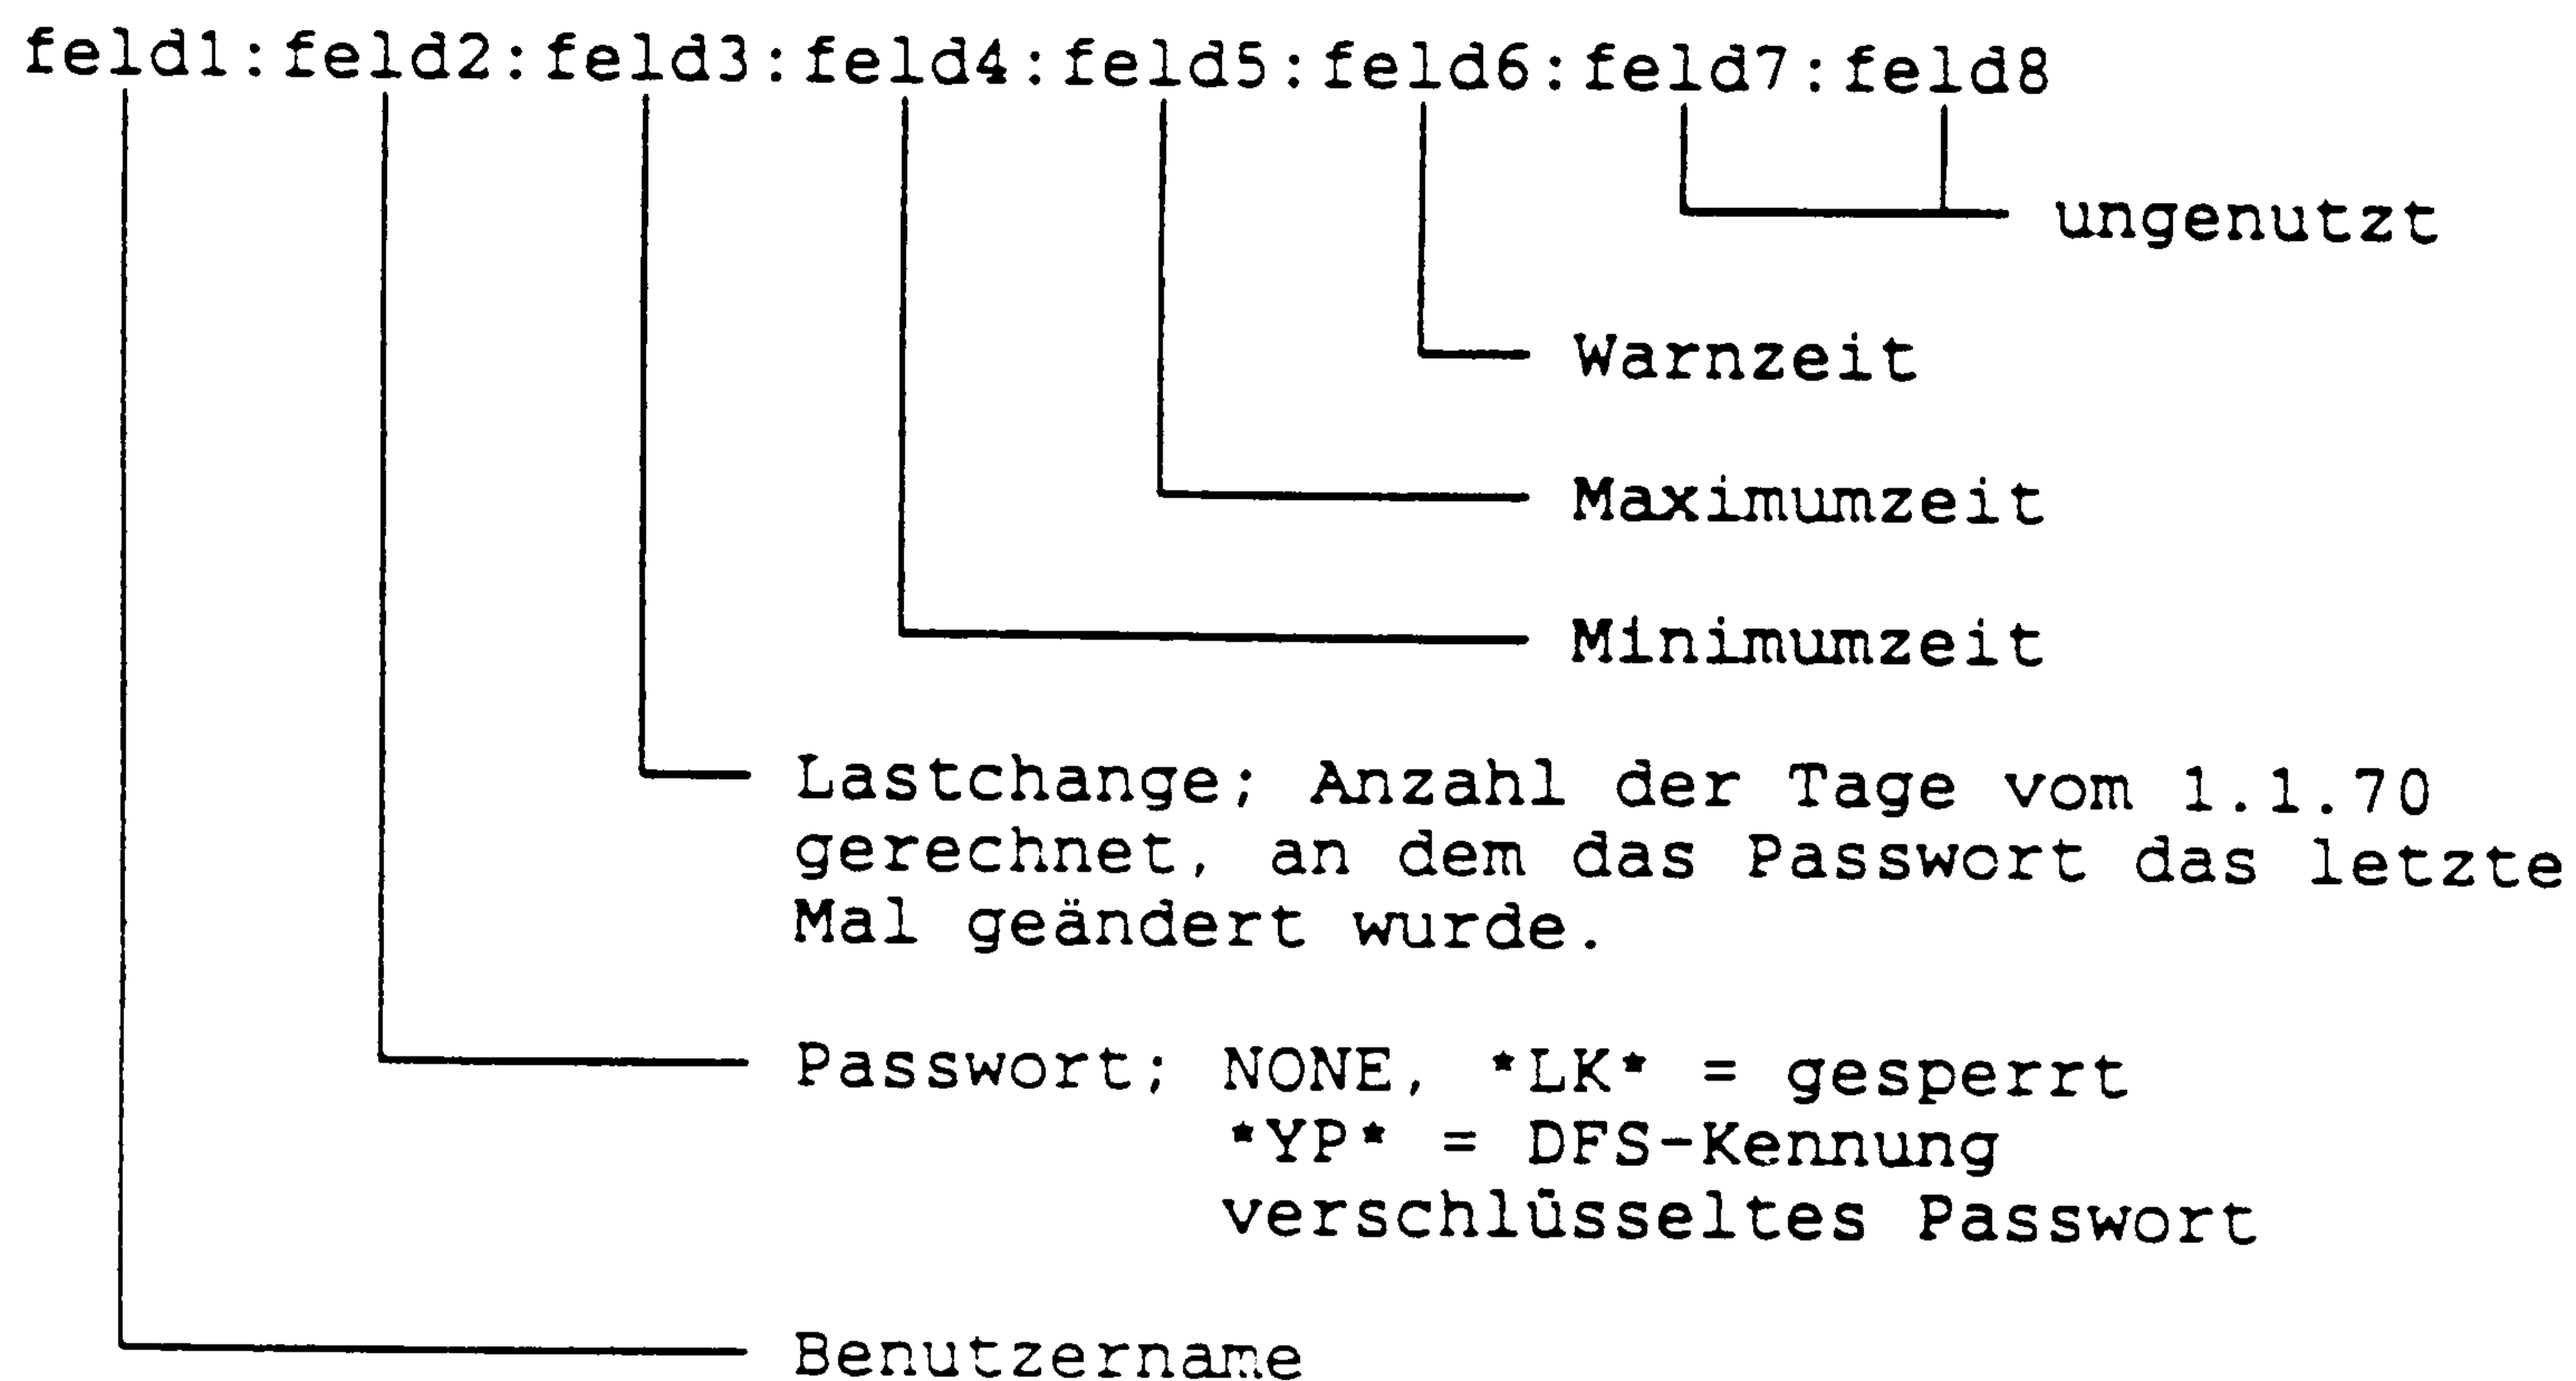 feld1:feld2:feld3:feld4:feld5:feld6:feld7:feld8
ungenutzt
Warnzeit
Maximumzeit
Minimumzeit
Lastchange; Anzahl der Tage vom 1.1.70
gerechnet, an dem das Passwort das letzte
Mal geändert wurde.
Passwort; NONE, *LK* = gesperrt
*YP* = DFS-Kennung
verschlüsseltes Passwort
Benutzername